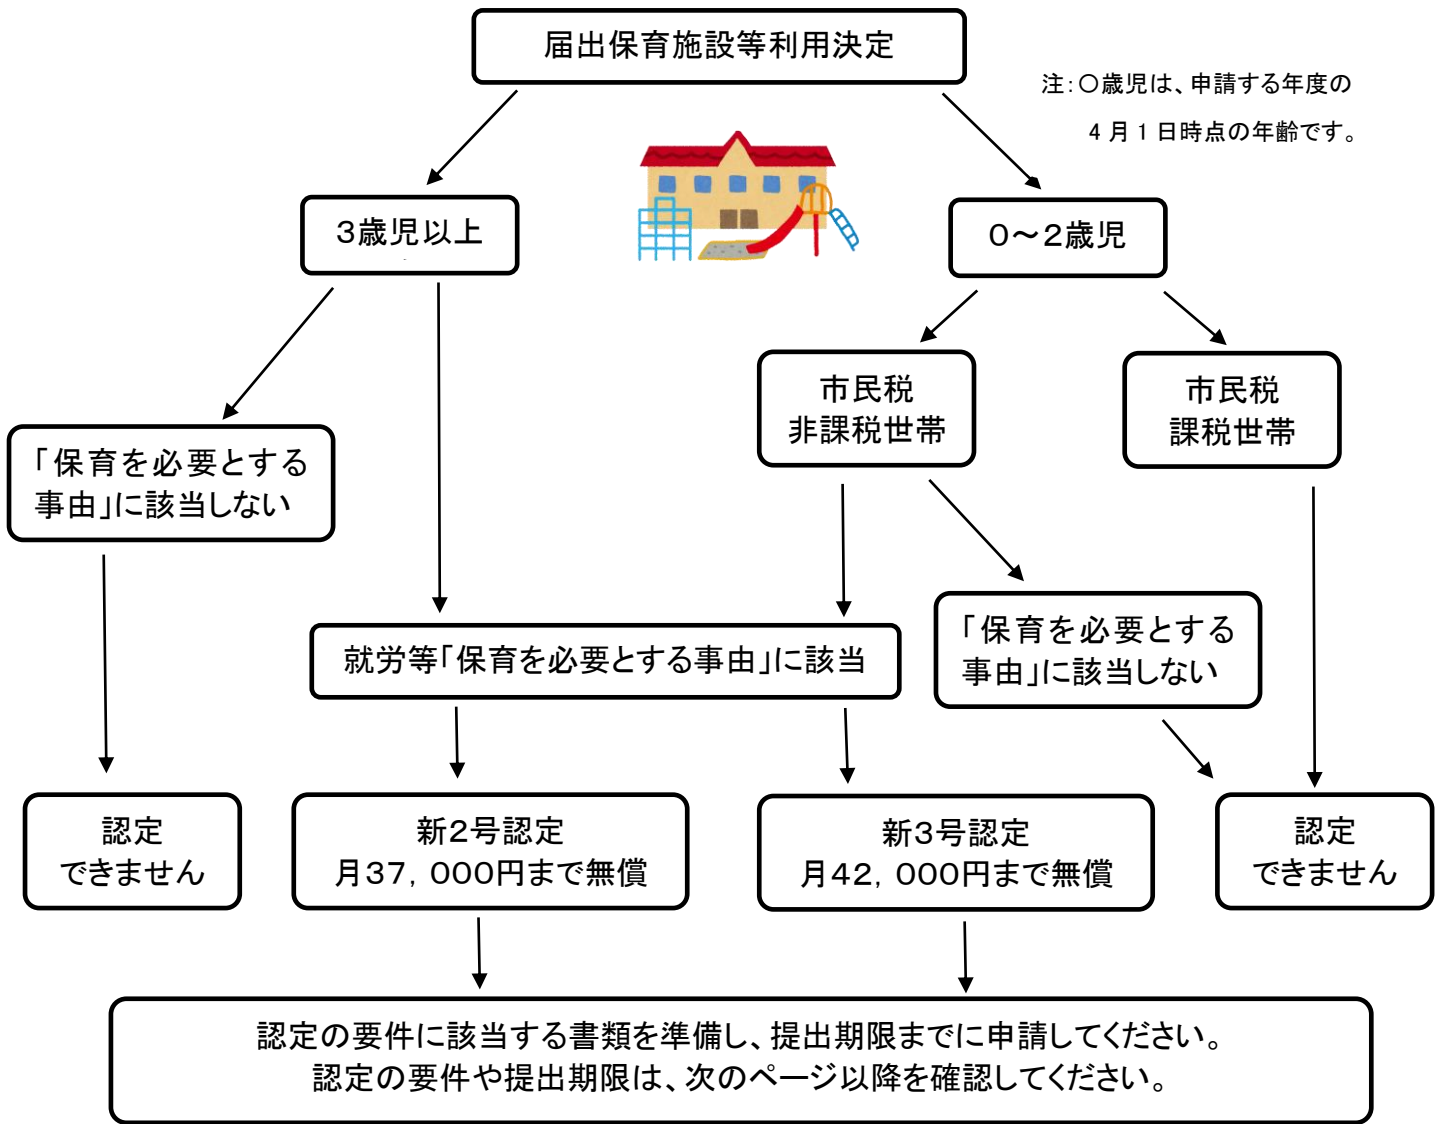 届出保育施設等利用決定
注:○歳児は、申請する年度の
4月1日時点の年齢です。
3歳児以上
0～2歳児
市民税
非課税世帯
市民税
課税世帯
「保育を必要とする
事由」に該当しない
就労等「保育を必要とする事由」に該当
「保育を必要とする
事由」に該当しない
認定
できません
新2号認定
月37,000円まで無償
新3号認定
月42,000円まで無償
認定
できません
認定の要件に該当する書類を準備し、提出期限までに申請してください。
認定の要件や提出期限は、次のページ以降を確認してください。